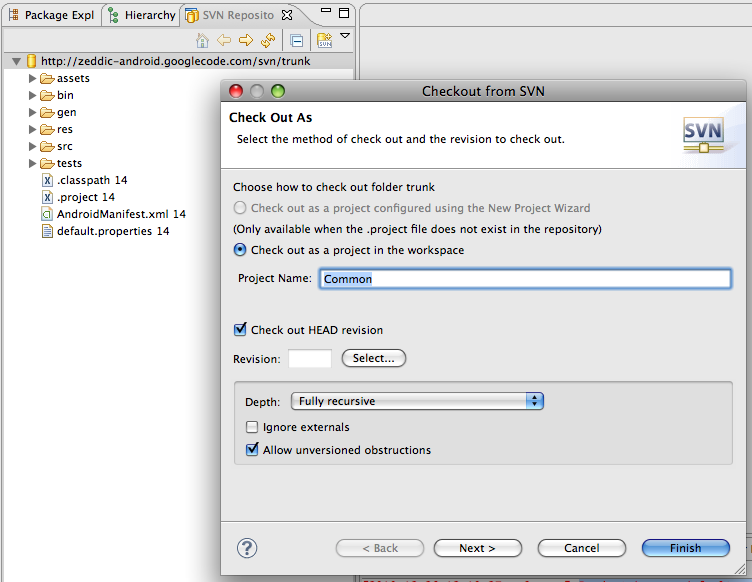 Package Expl Hierarchy SVN Reposito
SVN
http://zeddic-android.googlecode.com/svn/trunk
assets
bin
gen
res
src
tests
.classpath 14
.project 14
AndroidManifest.xml 14
default.properties 14
Checkout from SVN
Check Out As
Select the method of check out and the revision to check out.
SVN
Choose how to check out folder trunk
Check out as a project configured using the New Project Wizard
(Only available when the .project file does not exist in the repository)
Check out as a project in the workspace
Project Name: Common
Check out HEAD revision
Revision: Select...
Depth: Fully recursive
Ignore externals
Allow unversioned obstructions
? < Back Next > Cancel Finish